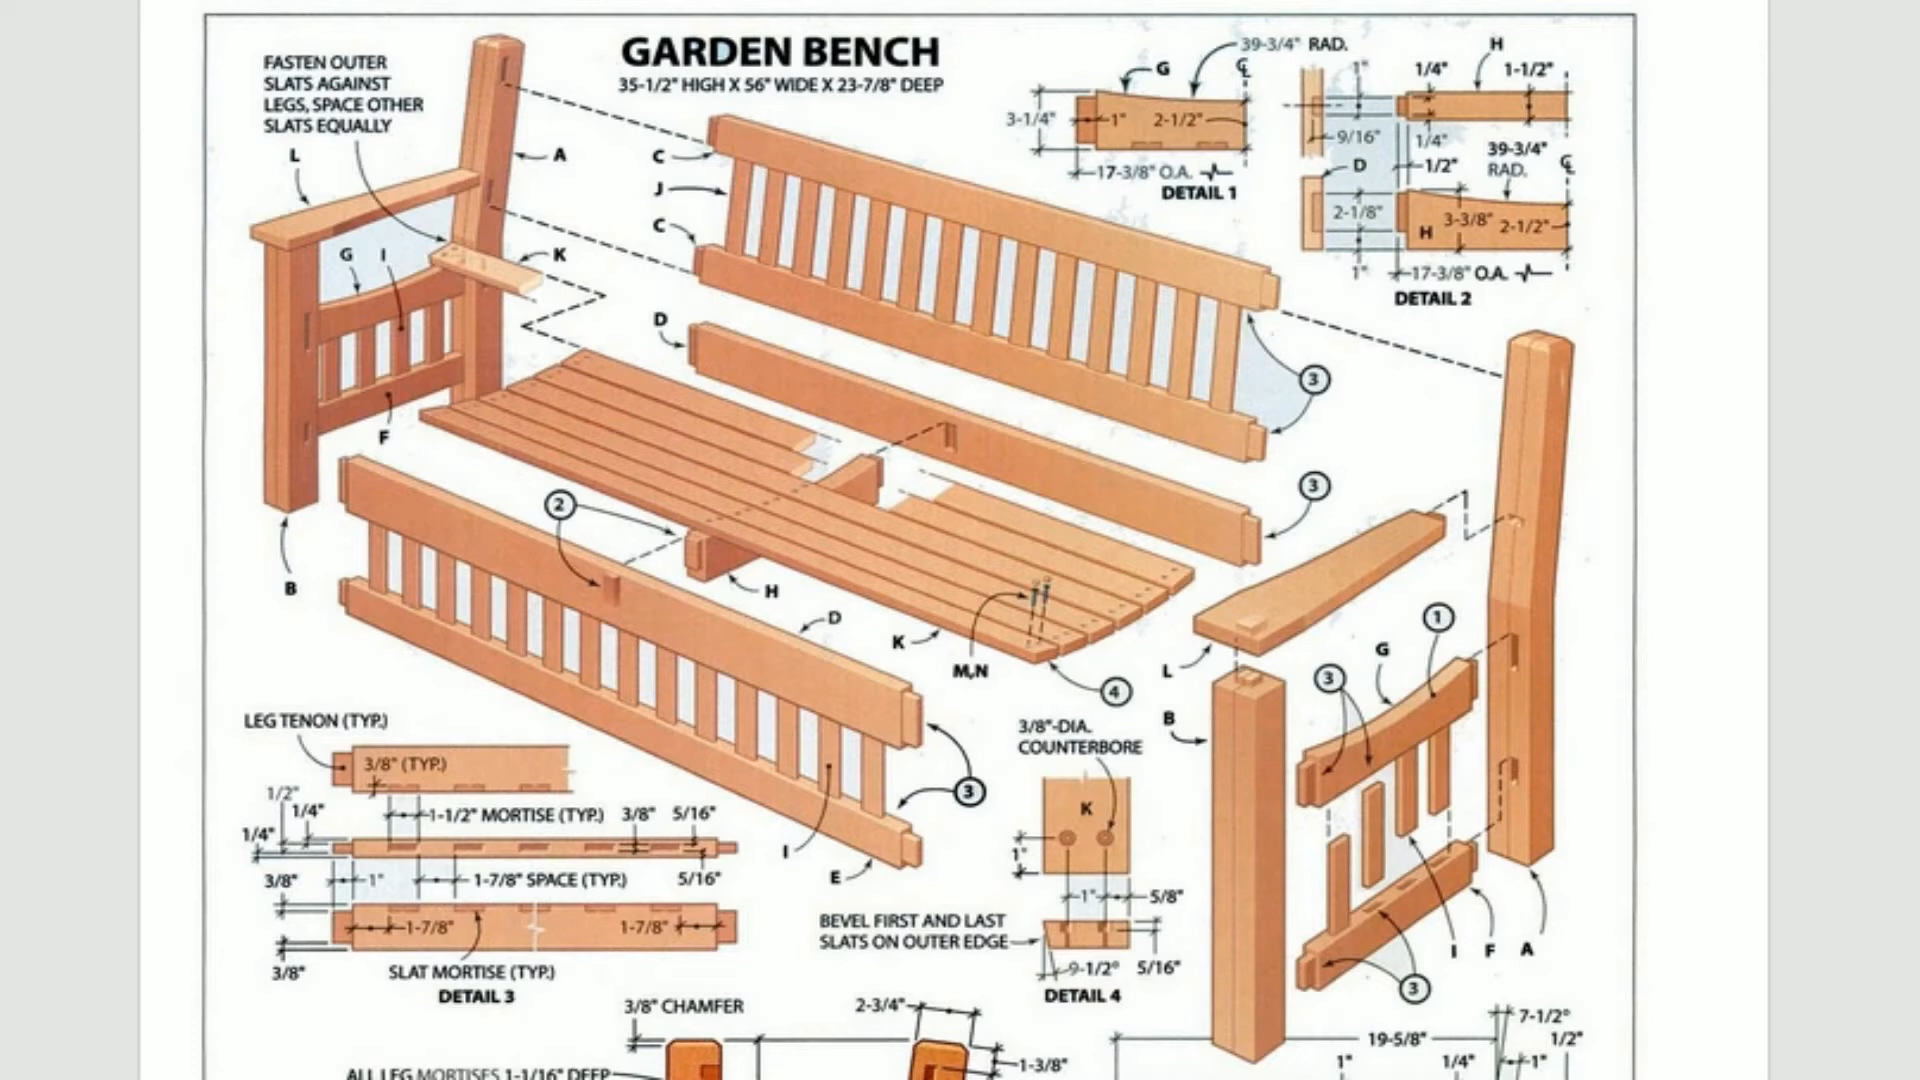 GARDEN BENCH
35-1/2" HIGH X 56" WIDE X 23-7/8" DEEP
FASTEN OUTER
SLATS AGAINST
LEGS, SPACE OTHER
SLATS EQUALLY
L
A
G
I
K
F
B
C
J
C
D
3
3
39-3/4" RAD.
G
3-1/4"
1"
2-1/2"
17-3/8" O.A.
DETAIL 1
H
1"
1/4"
1-1/2"
9/16"
1/4"
D
1/2"
39-3/4"
RAD.
2-1/8"
3-3/8"
2-1/2"
H
1"
17-3/8" O.A.
DETAIL 2
2
H
D
K
M,N
4
L
B
G
1
3
3
I
E
I
F
A
3
LEG TENON (TYP.)
3/8" (TYP.)
1/2"
1/4"
1-1/2" MORTISE (TYP.)
3/8"
5/16"
1/4"
3/8"
1"
1-7/8" SPACE (TYP.)
5/16"
1-7/8"
1-7/8"
3/8"
SLAT MORTISE (TYP.)
DETAIL 3
3/8"-DIA.
COUNTERBORE
K
1"
1"
5/8"
BEVEL FIRST AND LAST
SLATS ON OUTER EDGE
9-1/2°
5/16"
DETAIL 4
3/8" CHAMFER
2-3/4"
1-3/8"
ALL LEG MORTISES 1-1/16" DEEP
19-5/8"
7-1/2°
1/2"
1"
1/4"
1"